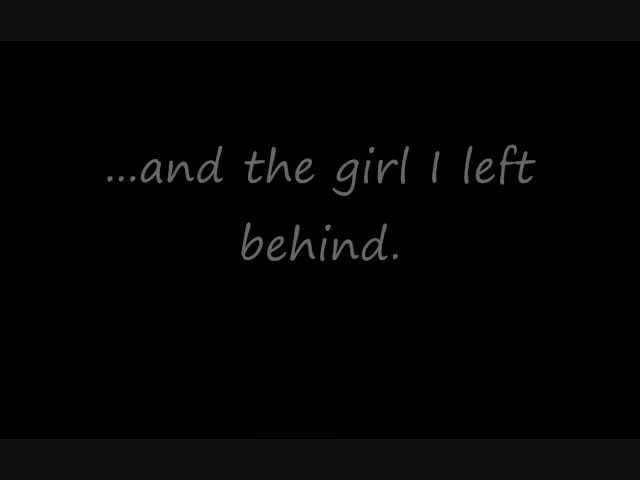 ...and the girl I left
behind.